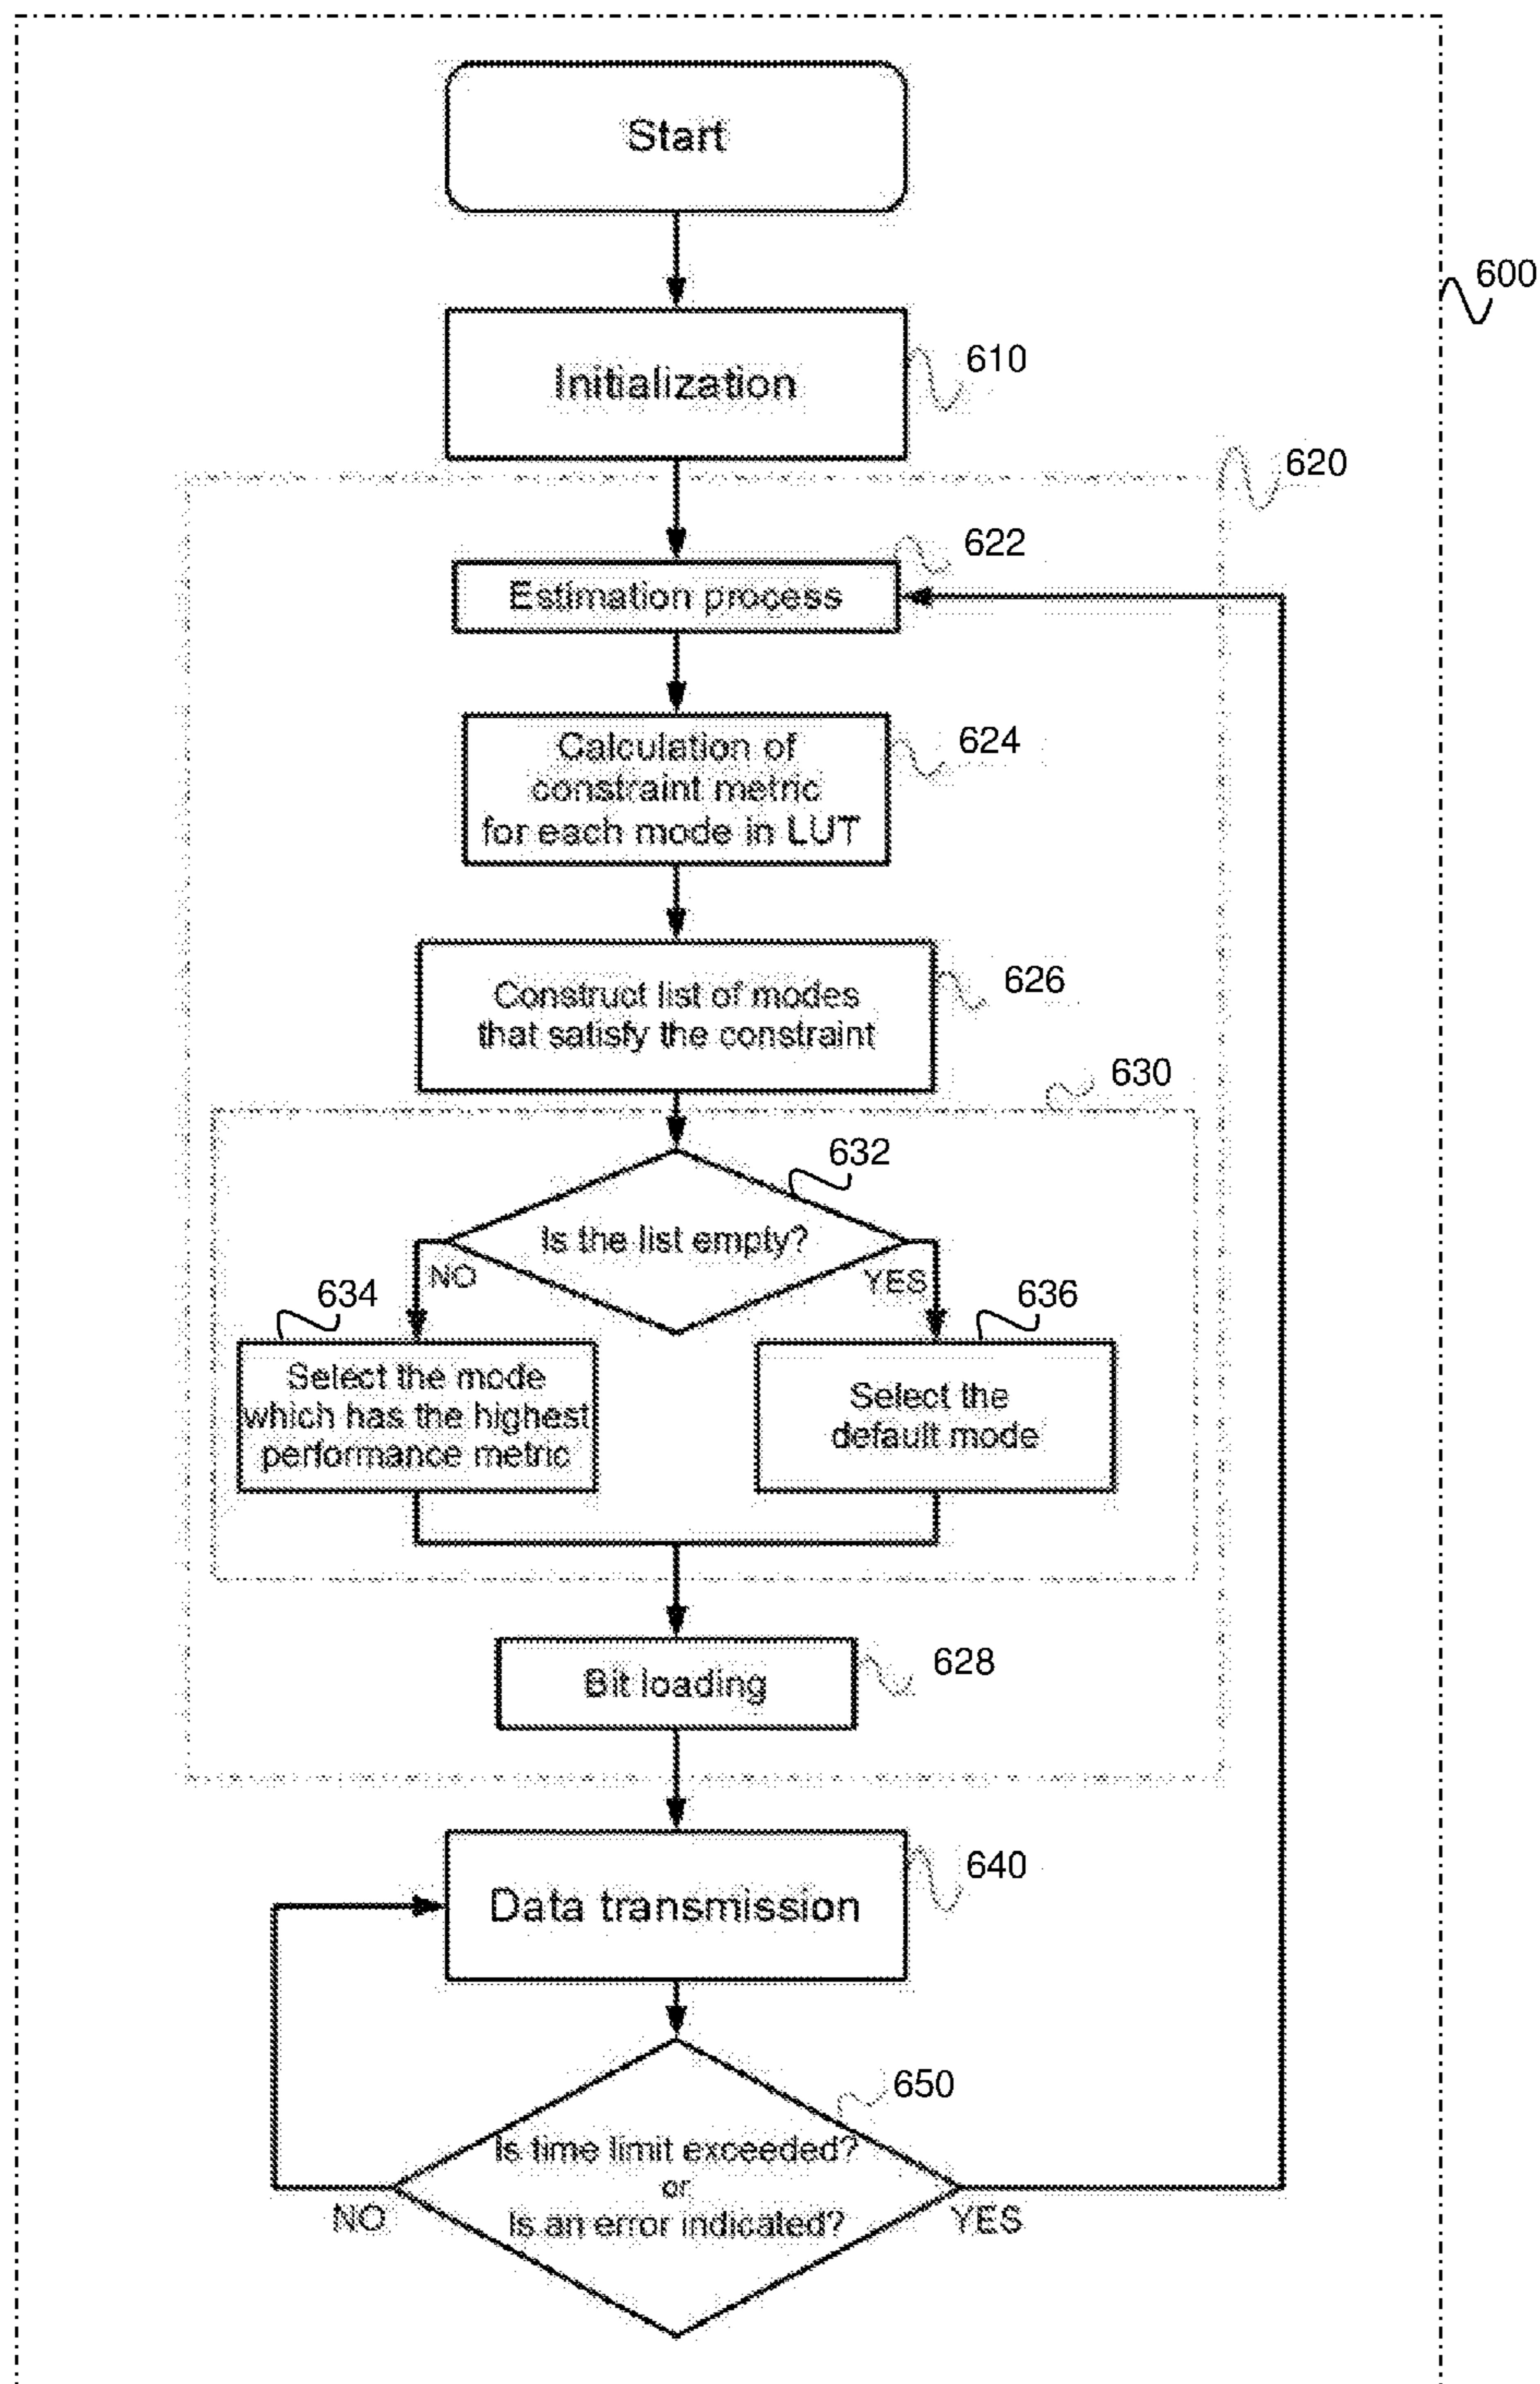 Start
600
Initialization
610
620
622
Estimation process
624
Calculation of
constraint metric
for each mode in LUT
626
Construct list of modes
that satisfy the constraint
630
632
Is the list empty?
NO
YES
634
636
Select the mode
which has the highest
performance metric
Select the
default mode
628
Bit loading
640
Data transmission
650
Is time limit exceeded?
or
Is an error indicated?
NO
YES